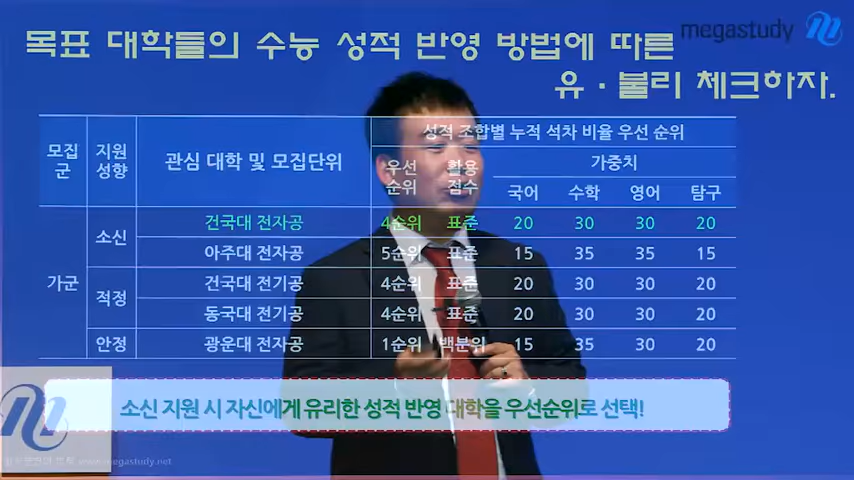 megastudy
목표 대학들의 수능 성적 반영 방법에 따른
유·불리 체크하자.
모집군 지원성향 관심 대학 및 모집단위 성적 조합별 누적 석차 비율 우선 순위
우선순위 활용점수 가중치
국어 수학 영어 탐구
가군 소신 건국대 전자공 4순위 표준 20 30 30 20
아주대 전자공 5순위 표준 15 35 35 15
적정 건국대 전기공 4순위 표준 20 30 30 20
동국대 전기공 4순위 표준 20 30 30 20
안정 광운대 전자공 1순위 백분위 15 35 30 20
소신 지원 시 자신에게 유리한 성적 반영 대학을 우선순위로 선택!
www.megastudy.net